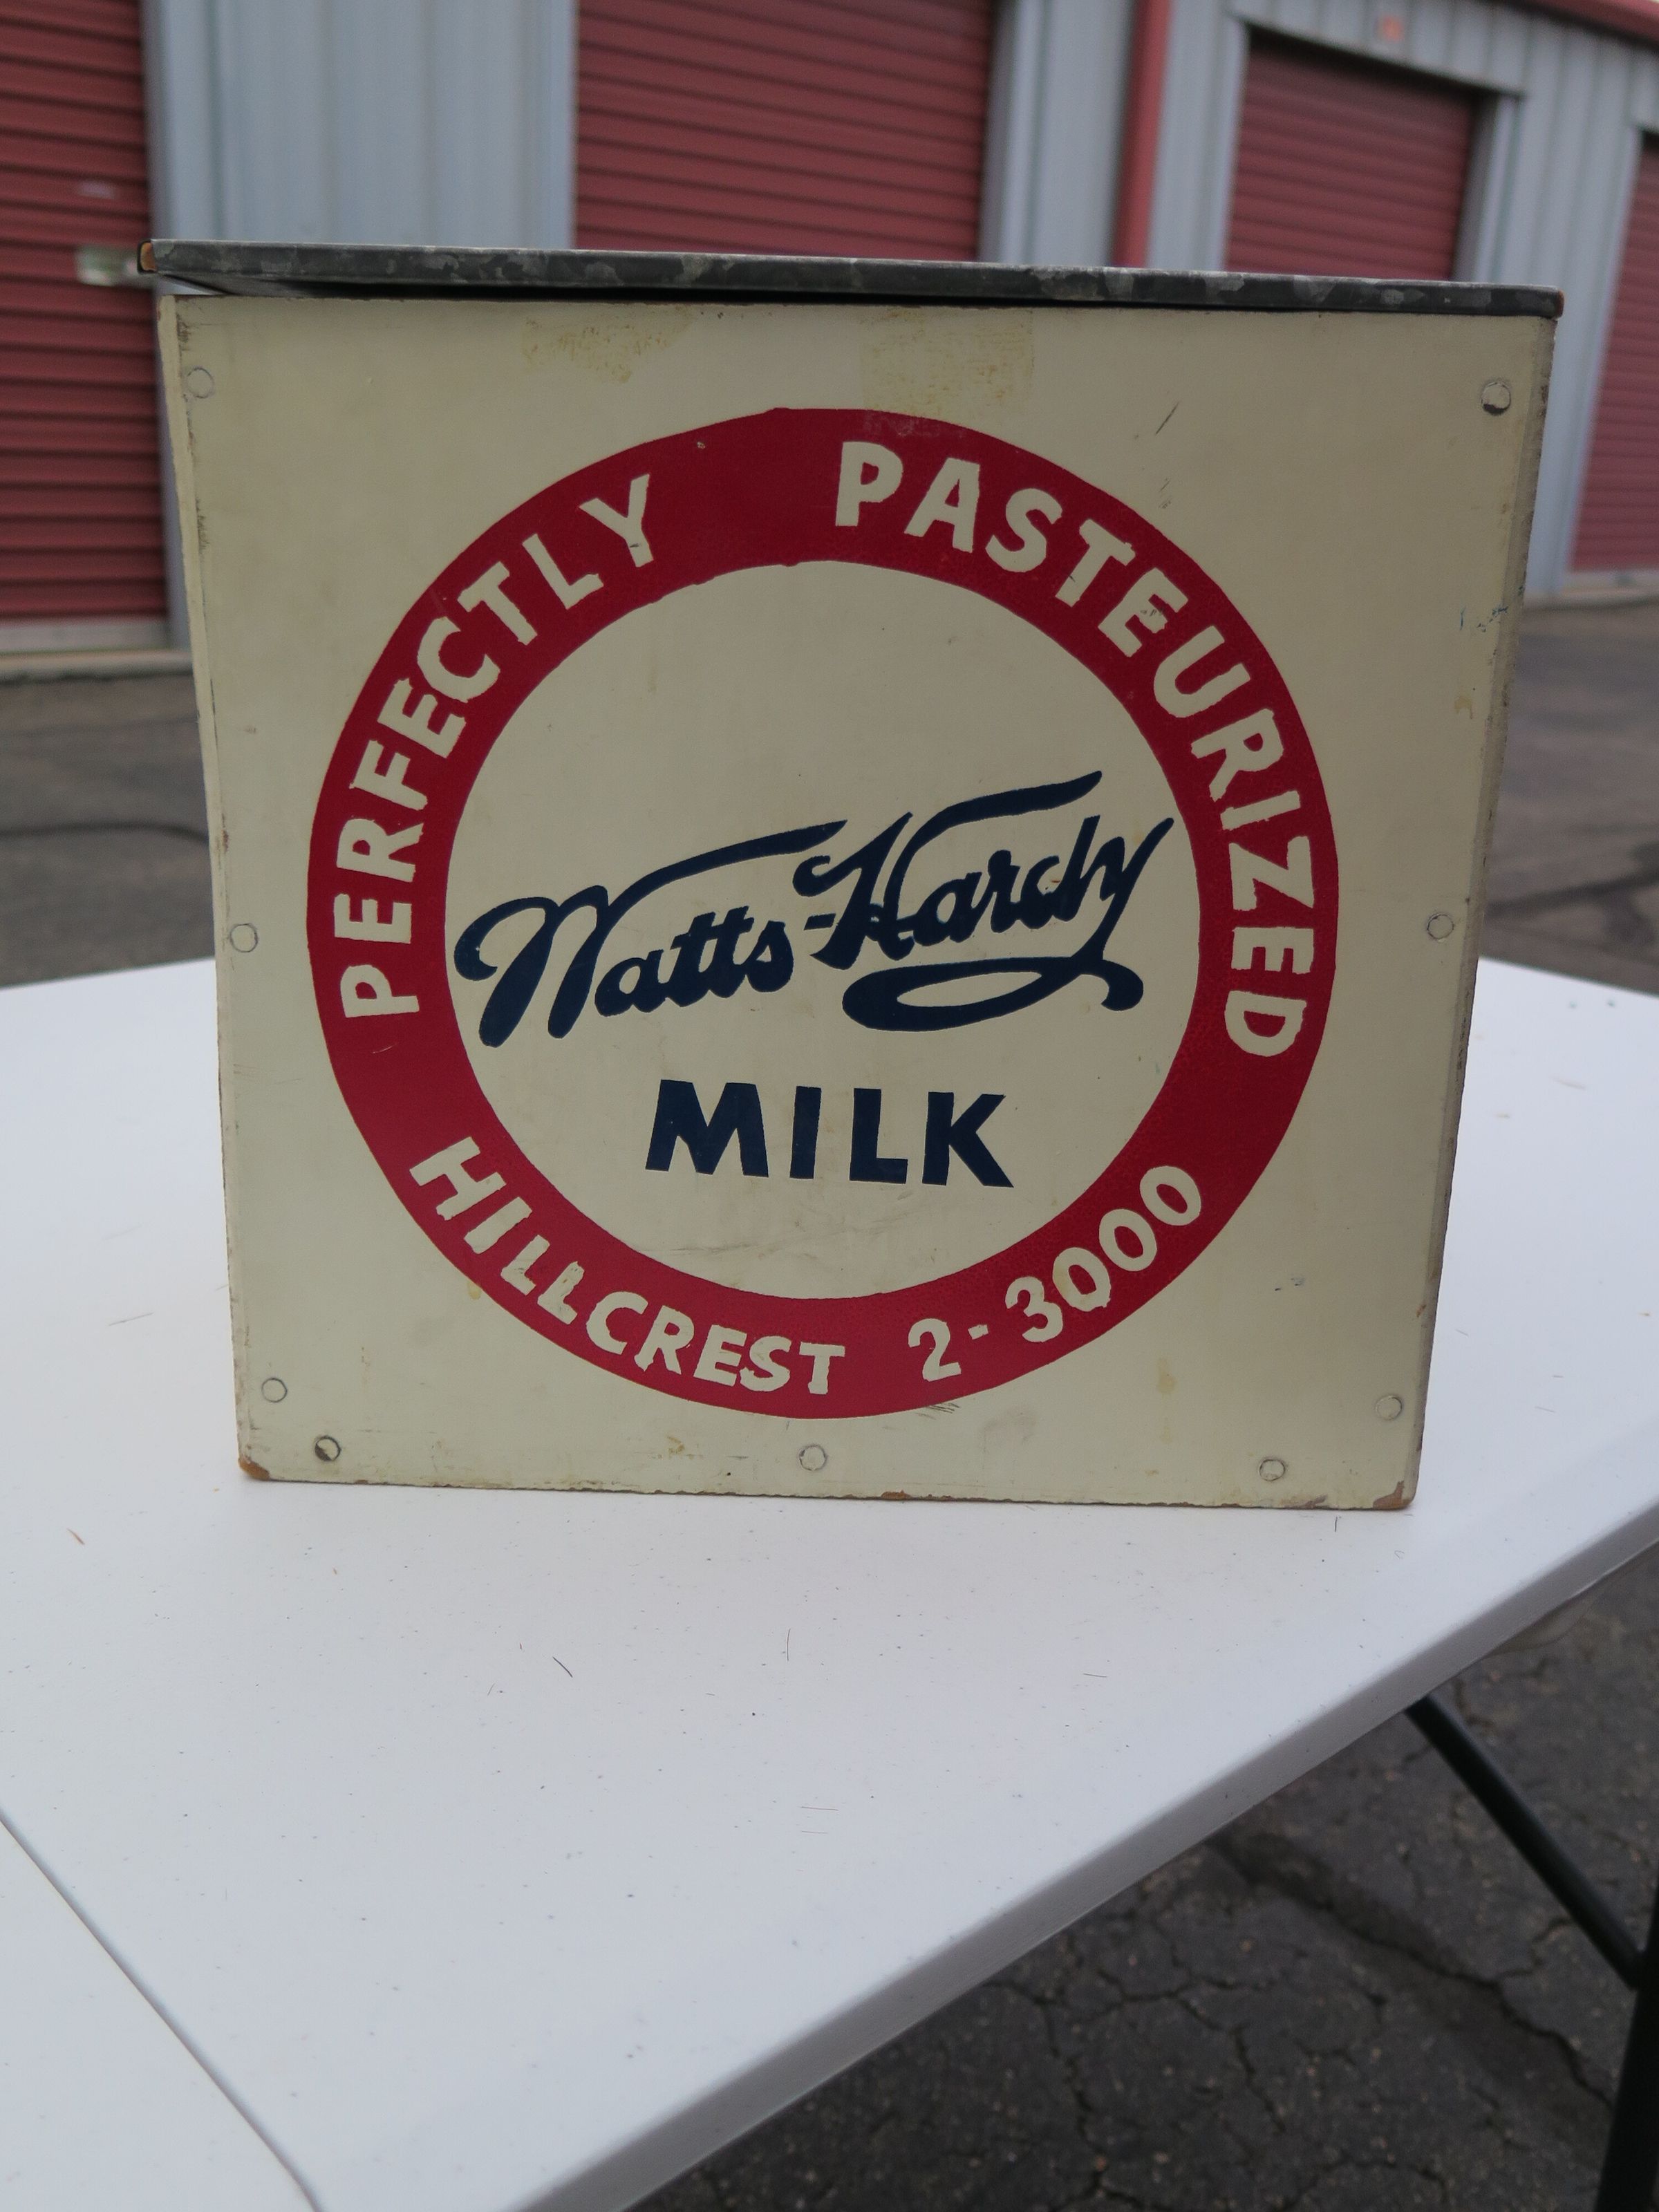 PERFECTLY PASTEURIZED
Watts-Hardy
MILK
HILLCREST 2-3000